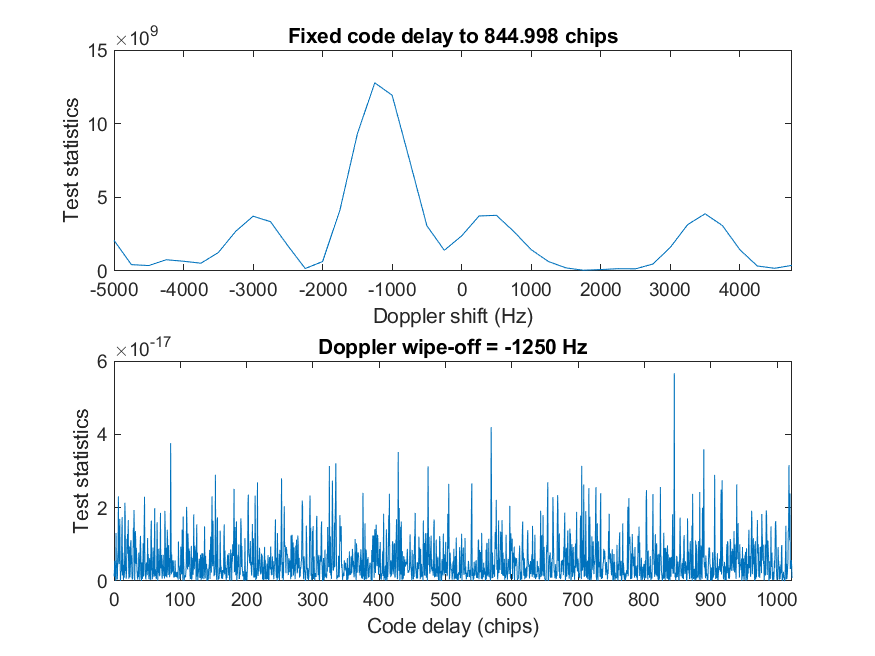 Fixed code delay to 844.998 chips
×10^9
15
10
5
0
Test statistics
-5000 -4000 -3000 -2000 -1000 0 1000 2000 3000 4000
Doppler shift (Hz)
Doppler wipe-off = -1250 Hz
×10^-17
6
4
2
0
Test statistics
0 100 200 300 400 500 600 700 800 900 1000
Code delay (chips)